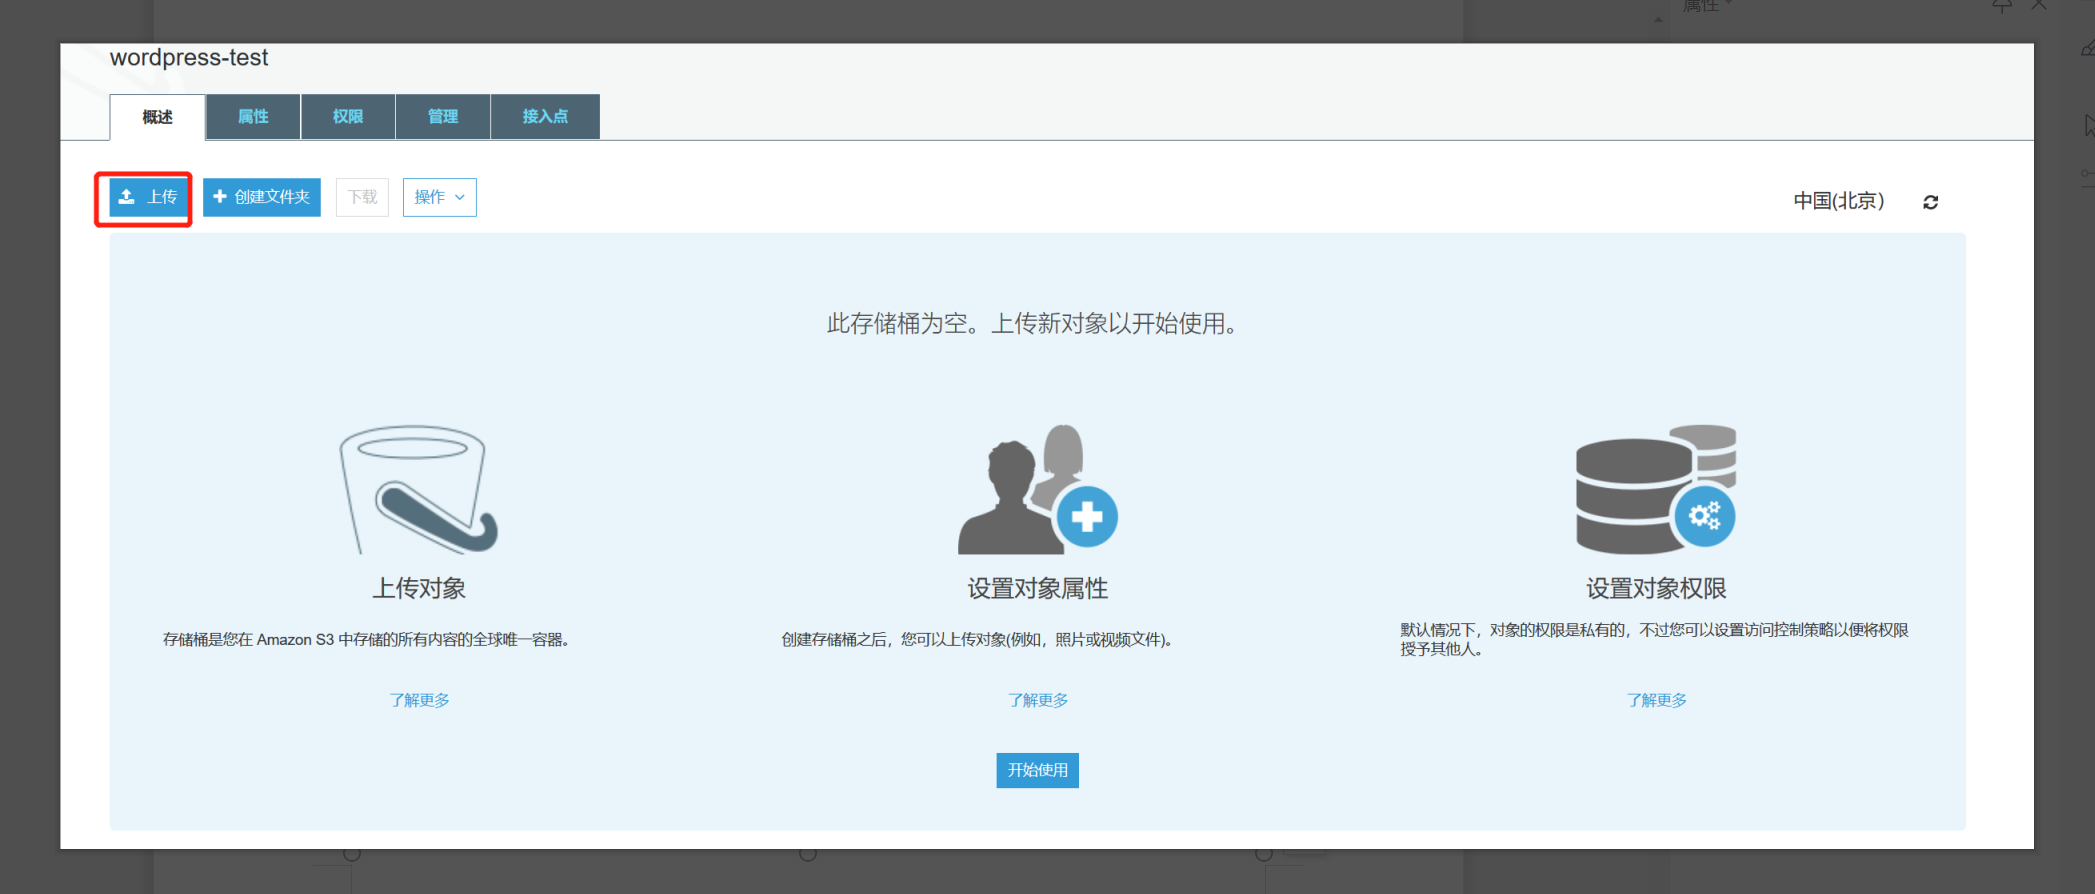 属性
wordpress-test
概述
属性
权限
管理
接入点
上传
创建文件夹
下载
操作
中国(北京)
此存储桶为空。上传新对象以开始使用。
上传对象
存储桶是您在 Amazon S3 中存储的所有内容的全球唯一容器。
了解更多
设置对象属性
创建存储桶之后，您可以上传对象(例如，照片或视频文件)。
了解更多
设置对象权限
默认情况下，对象的权限是私有的，不过您可以设置访问控制策略以便将权限
授予其他人。
了解更多
开始使用